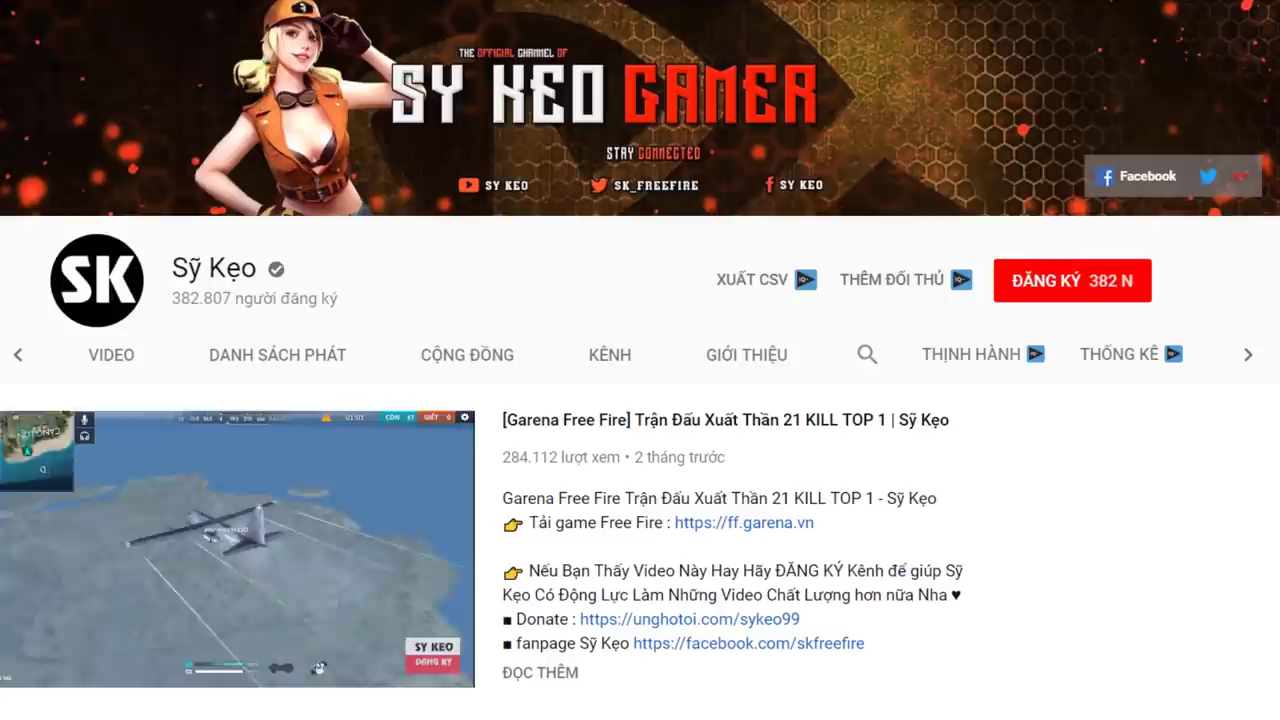 THE OFFICIAL CHANNEL OF
SY KEO GAMER
STAY CONNECTED
SY KEO
SK_FREEFIRE
SY KEO
Facebook
SK
Sỹ Kẹo
382.807 người đăng ký
XUẤT CSV
THÊM ĐỐI THỦ
ĐĂNG KÝ 382 N
VIDEO
DANH SÁCH PHÁT
CỘNG ĐỒNG
KÊNH
GIỚI THIỆU
THỊNH HÀNH
THỐNG KÊ
[Garena Free Fire] Trận Đấu Xuất Thần 21 KILL TOP 1 | Sỹ Kẹo
284.112 lượt xem • 2 tháng trước
Garena Free Fire Trận Đấu Xuất Thần 21 KILL TOP 1 - Sỹ Kẹo
👉 Tải game Free Fire : https://ff.garena.vn
👉 Nếu Bạn Thấy Video Này Hay Hãy ĐĂNG KÝ Kênh để giúp Sỹ
Kẹo Có Động Lực Làm Những Video Chất Lượng hơn nữa Nha ♥
■ Donate : https://unghotoi.com/sykeo99
■ fanpage Sỹ Kẹo https://facebook.com/skfreefire
ĐỌC THÊM
SY KEO
ĐĂNG KÝ